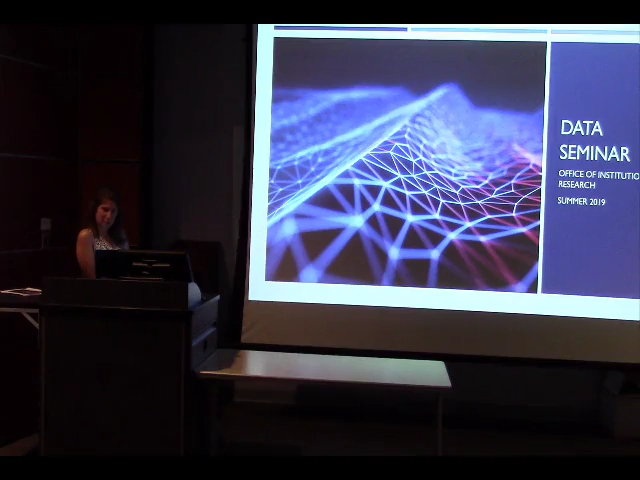 DATA
SEMINAR
OFFICE OF INSTITUTIO
RESEARCH
SUMMER 2019